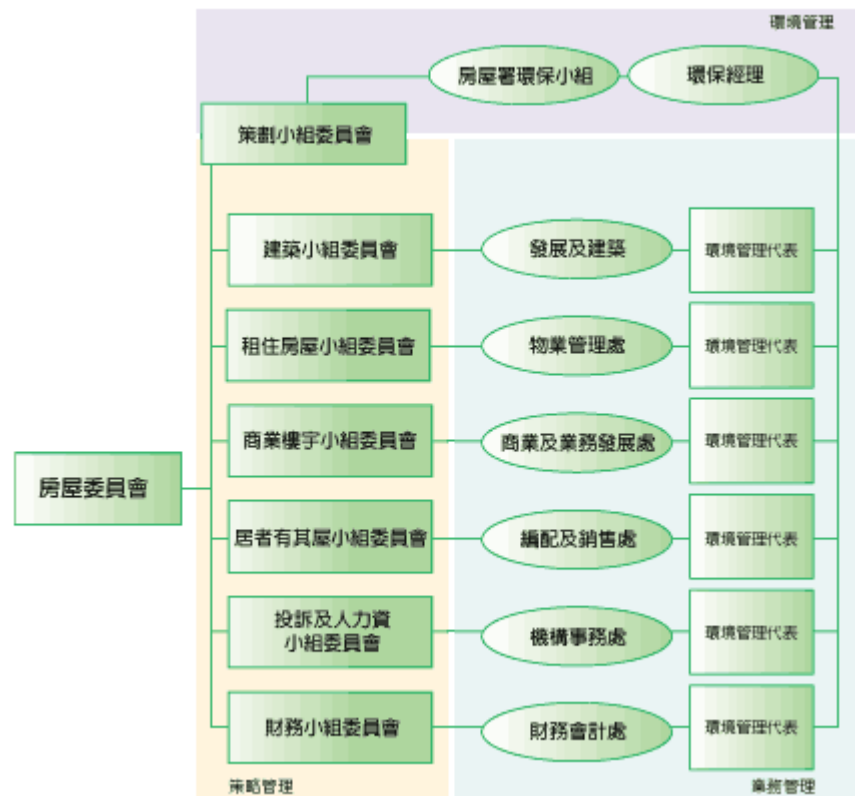 環境管理
房屋署環保小組
環保經理
策劃小組委員會
建築小組委員會
發展及建築
環境管理代表
租住房屋小組委員會
物業管理處
環境管理代表
商業樓宇小組委員會
商業及業務發展處
環境管理代表
房屋委員會
居者有其屋小組委員會
編配及銷售處
環境管理代表
投訴及人力資
小組委員會
機構事務處
環境管理代表
財務小組委員會
財務會計處
環境管理代表
策略管理
業務管理